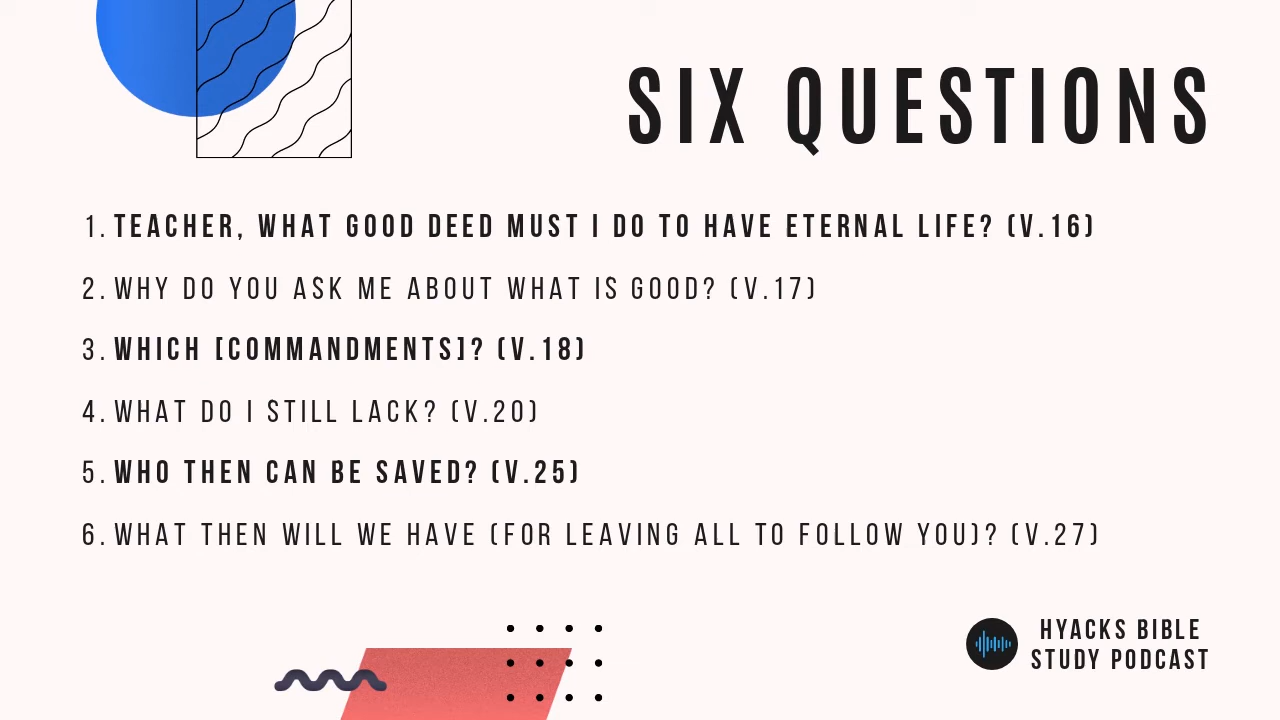 SIX QUESTIONS
1. TEACHER, WHAT GOOD DEED MUST I DO TO HAVE ETERNAL LIFE? (V.16)
2. WHY DO YOU ASK ME ABOUT WHAT IS GOOD? (V.17)
3. WHICH [COMMANDMENTS]? (V.18)
4. WHAT DO I STILL LACK? (V.20)
5. WHO THEN CAN BE SAVED? (V.25)
6. WHAT THEN WILL WE HAVE (FOR LEAVING ALL TO FOLLOW YOU)? (V.27)
HYACKS BIBLE
STUDY PODCAST